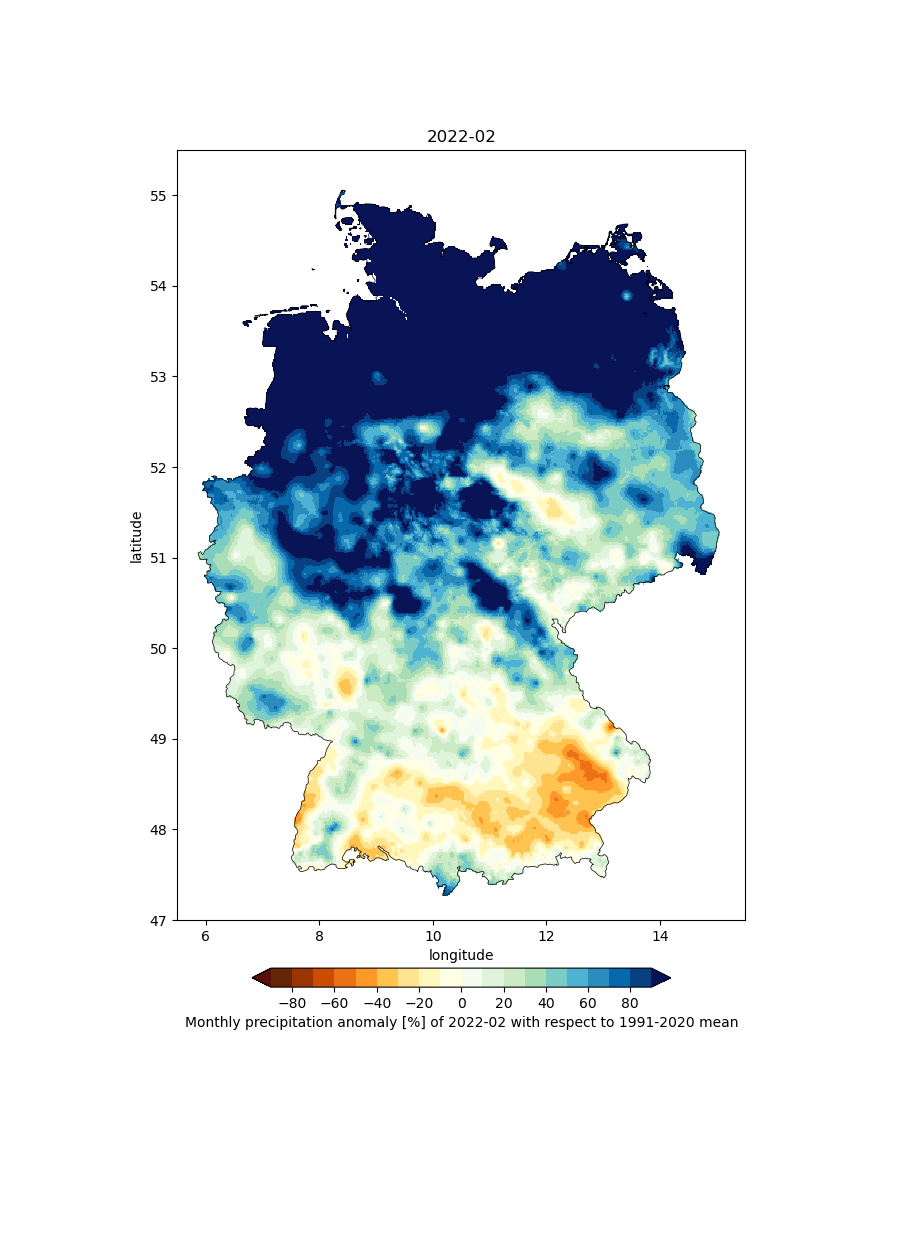 2022-02
55
54
53
52
51
50
49
48
47
latitude
6 8 10 12 14
longitude
−80 −60 −40 −20 0 20 40 60 80
Monthly precipitation anomaly [%] of 2022-02 with respect to 1991-2020 mean